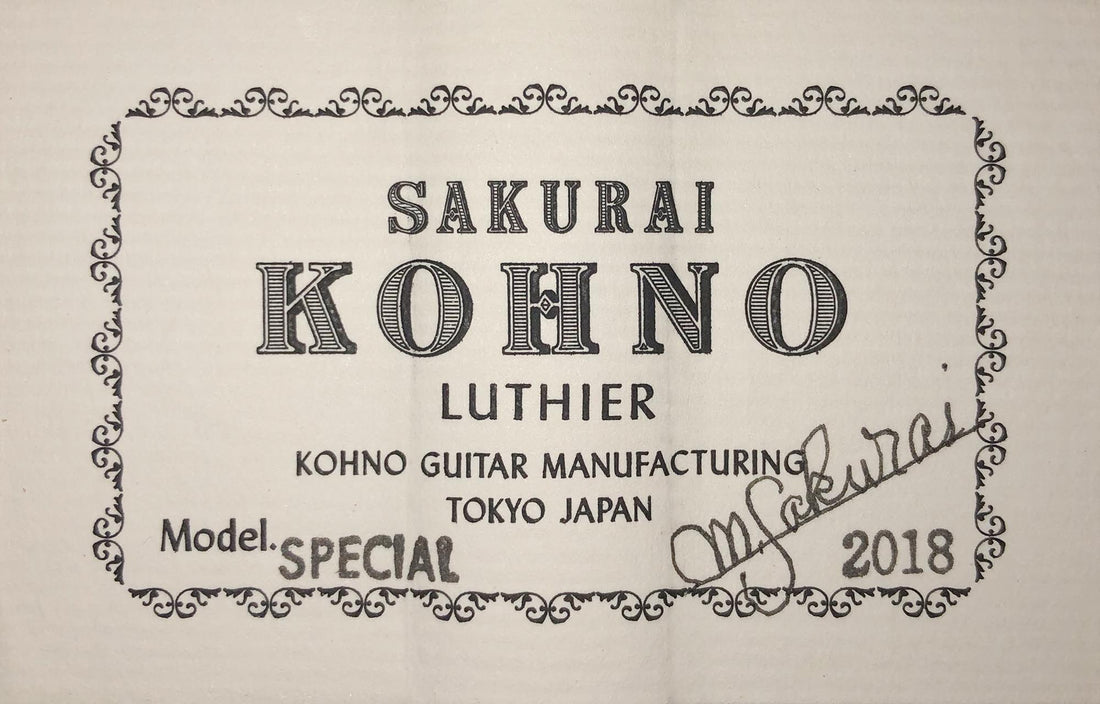 SAKURAI
KOHNO
LUTHIER
KOHNO GUITAR MANUFACTURING
TOKYO JAPAN
Model. SPECIAL
M. Sakurai
2018